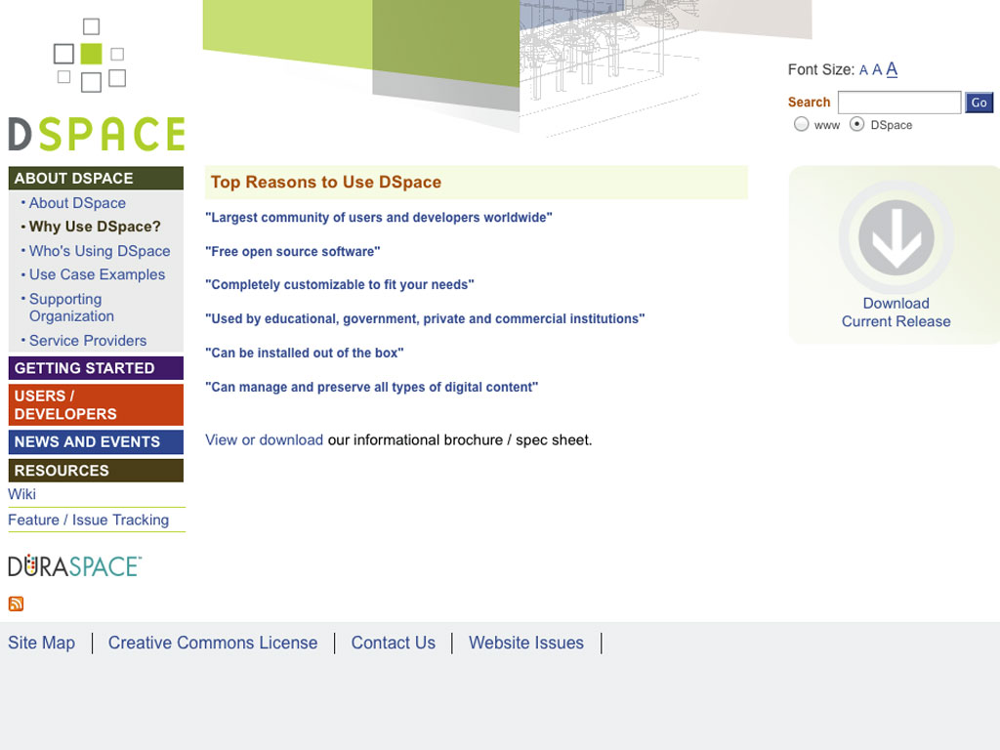 Font Size: A A A
Search Go
www DSpace
DSPACE
ABOUT DSPACE
• About DSpace
• Why Use DSpace?
• Who's Using DSpace
• Use Case Examples
• Supporting
Organization
• Service Providers
GETTING STARTED
USERS /
DEVELOPERS
NEWS AND EVENTS
RESOURCES
Wiki
Feature / Issue Tracking
DURASPACE™
Top Reasons to Use DSpace
"Largest community of users and developers worldwide"
"Free open source software"
"Completely customizable to fit your needs"
"Used by educational, government, private and commercial institutions"
"Can be installed out of the box"
"Can manage and preserve all types of digital content"
View or download our informational brochure / spec sheet.
Download
Current Release
Site Map | Creative Commons License | Contact Us | Website Issues |